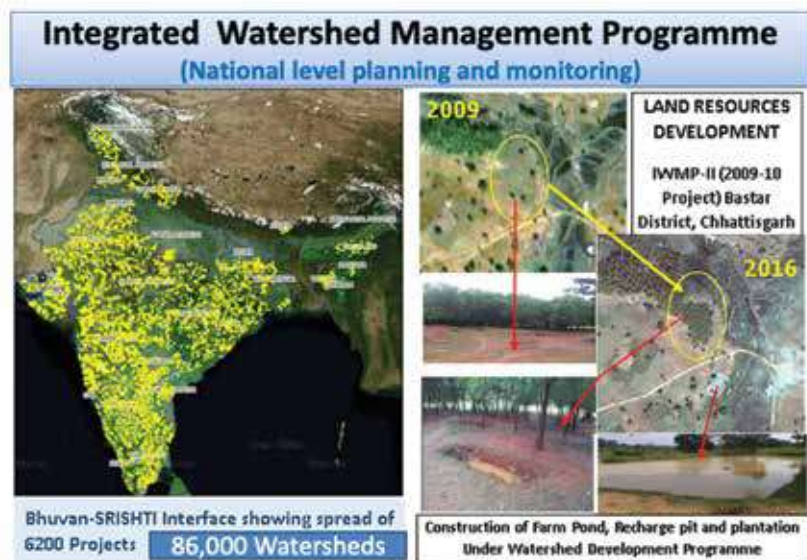 Integrated Watershed Management Programme
(National level planning and monitoring)
2009
LAND RESOURCES
DEVELOPMENT
IWMP-II (2009-10
Project) Bastar
District, Chhattisgarh
2016
Bhuvan-SRISHTI Interface showing spread of
6200 Projects
86,000 Watersheds
Construction of Farm Pond, Recharge pit and plantation
Under Watershed Development Programme